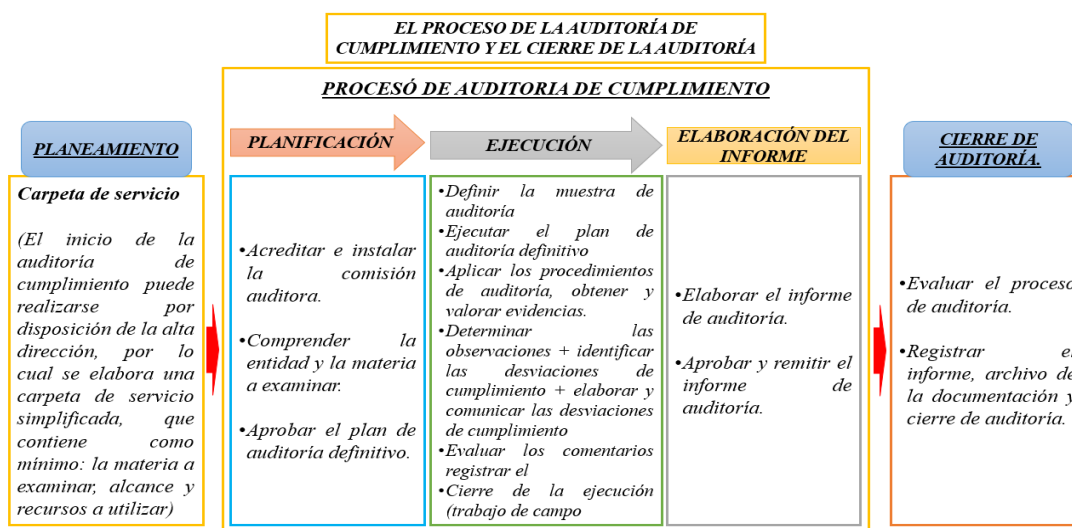 EL PROCESO DE LA AUDITORÍA DE
CUMPLIMIENTO Y EL CIERRE DE LA AUDITORÍA
PROCESÓ DE AUDITORIA DE CUMPLIMIENTO
PLANEAMIENTO
Carpeta de servicio
(El inicio de la
auditoría de
cumplimiento puede
realizarse por
disposición de la alta
dirección, por lo
cual se elabora una
carpeta de servicio
simplificada, que
contiene como
mínimo: la materia a
examinar, alcance y
recursos a utilizar)
PLANIFICACIÓN
•Acreditar e instalar
la comisión
auditora.
•Comprender la
entidad y la materia
a examinar.
•Aprobar el plan de
auditoría definitivo.
EJECUCIÓN
•Definir la muestra de
auditoría
•Ejecutar el plan de
auditoría definitivo
•Aplicar los procedimientos
de auditoría, obtener y
valorar evidencias.
•Determinar las
observaciones + identificar
las desviaciones de
cumplimiento + elaborar y
comunicar las desviaciones
de cumplimiento
•Evaluar los comentarios
registrar el
•Cierre de la ejecución
(trabajo de campo
ELABORACIÓN DEL
INFORME
•Elaborar el informe
de auditoría.
•Aprobar y remitir el
informe de
auditoría.
CIERRE DE
AUDITORÍA.
•Evaluar el proceso
de auditoría.
•Registrar el
informe, archivo de
la documentación y
cierre de auditoría.